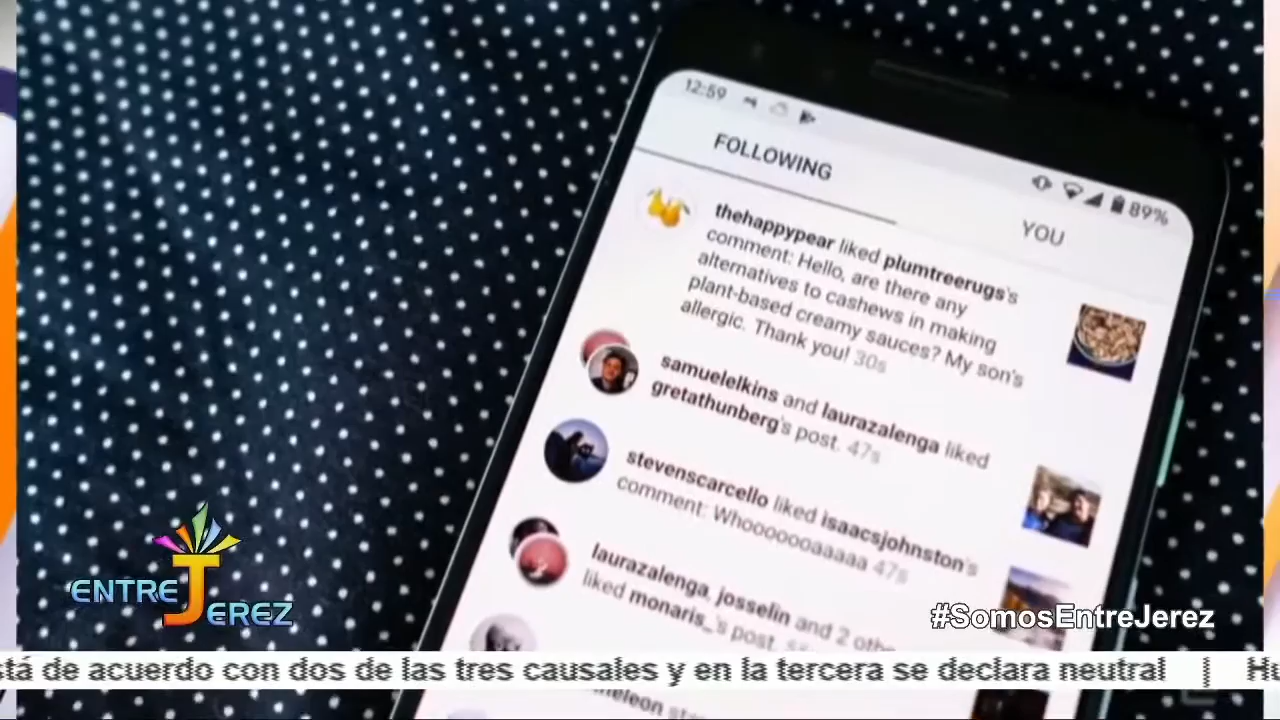 12:59
89%
FOLLOWING
YOU
thehappypear liked plumtreerugs's
comment: Hello, are there any
alternatives to cashews in making
plant-based creamy sauces? My son's
allergic. Thank you! 30s
samuelelkins and laurazalenga liked
gretathunberg's post. 47s
stevenscarcello liked isaacsjohnston's
comment: Whooooooaaaaa 47s
laurazalenga, josselin and 2 othe
liked monaris_'s post.
ENTRE JEREZ
#SomosEntreJerez
stá de acuerdo con dos de las tres causales y en la tercera se declara neutral | Hu